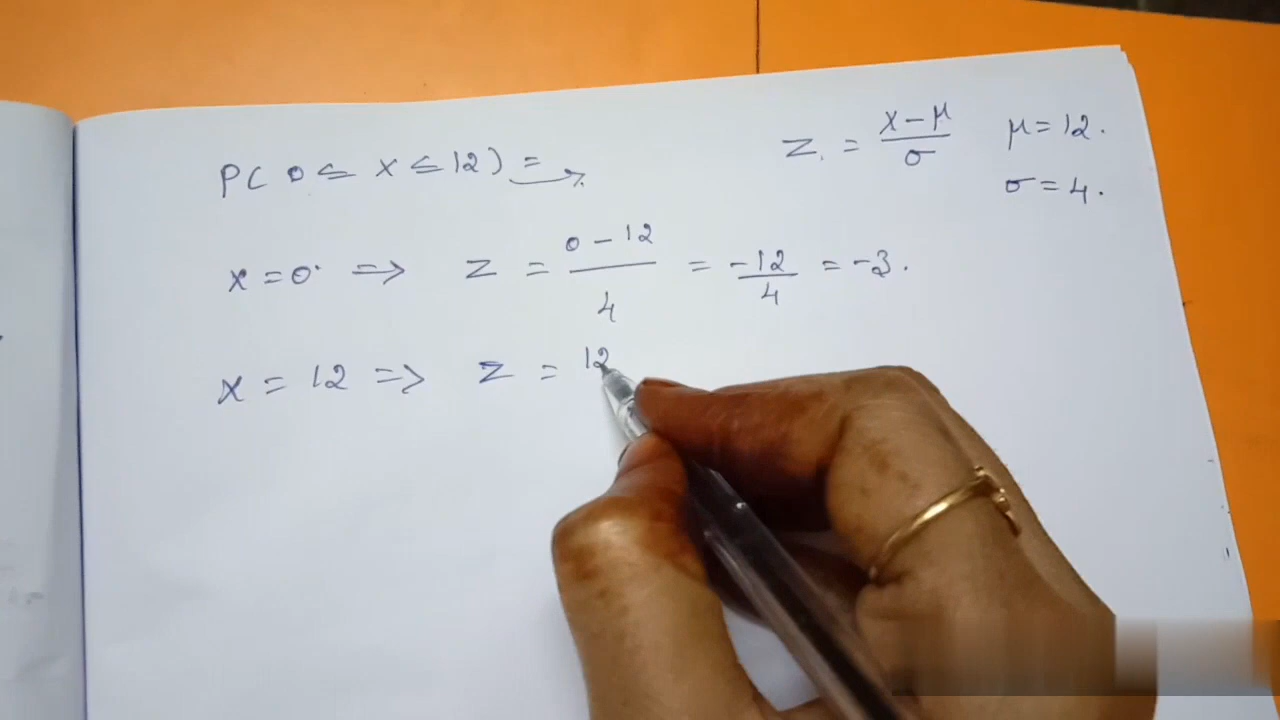 P( 0 ≤ x ≤ 12) =
z = x - μ / σ μ = 12.
σ = 4.
x = 0 => z = 0 - 12 / 4 = -12 / 4 = -3.
x = 12 => z = 12